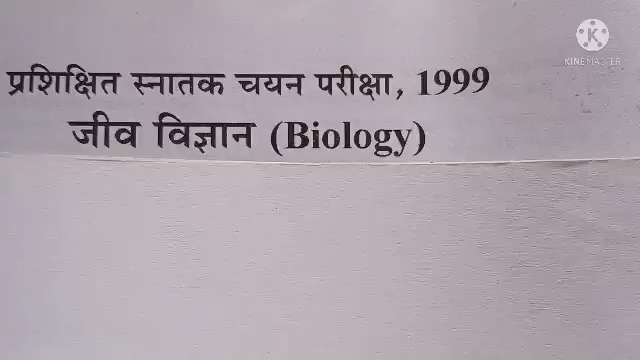 प्रशिक्षित स्नातक चयन परीक्षा, 1999
जीव विज्ञान (Biology)
K
KINEMASTER